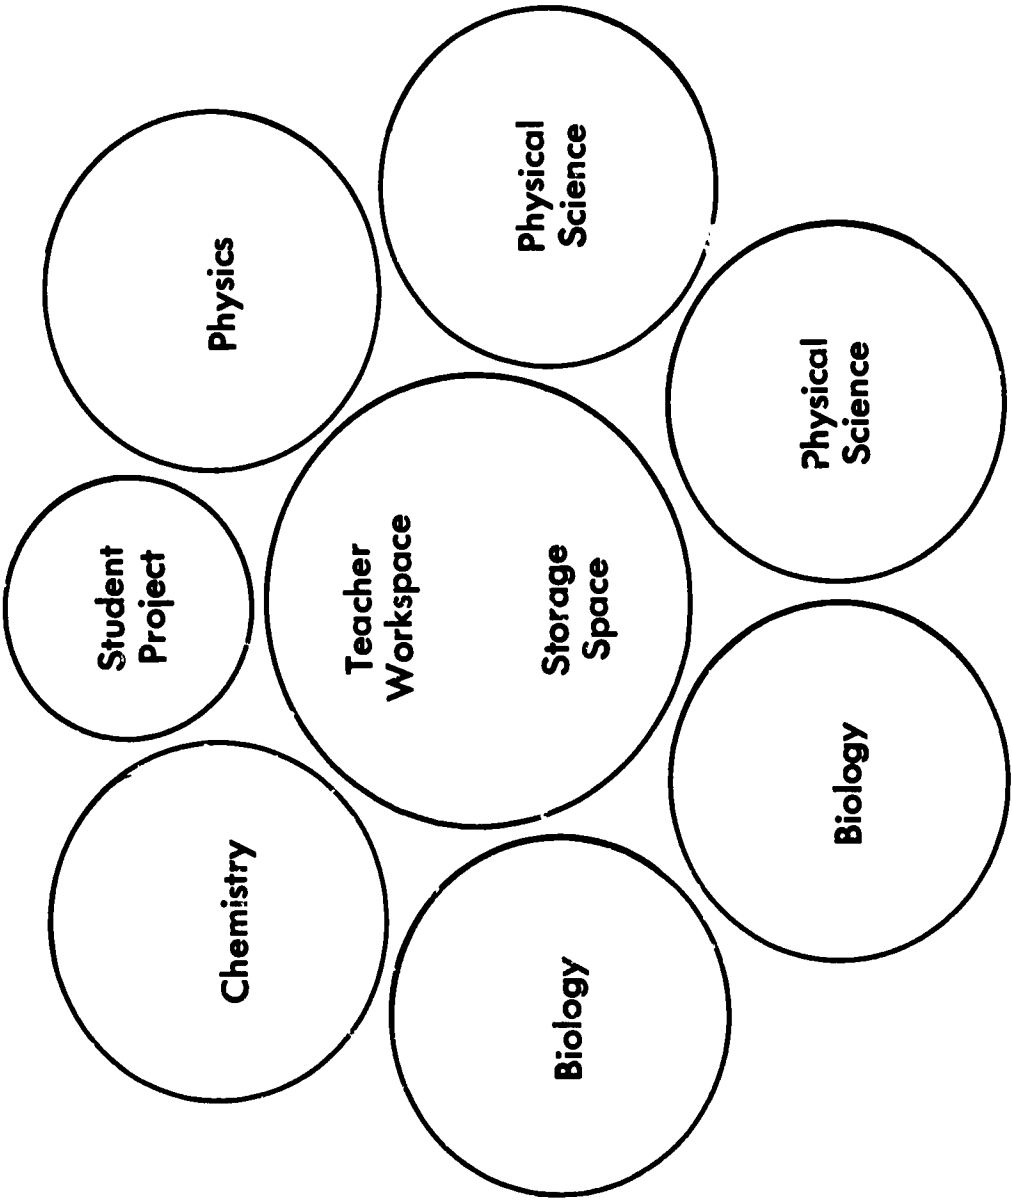 Student
Project
Chemistry
Physics
Teacher
Workspace
Storage
Space
Biology
Physical
Science
Biology
Physical
Science